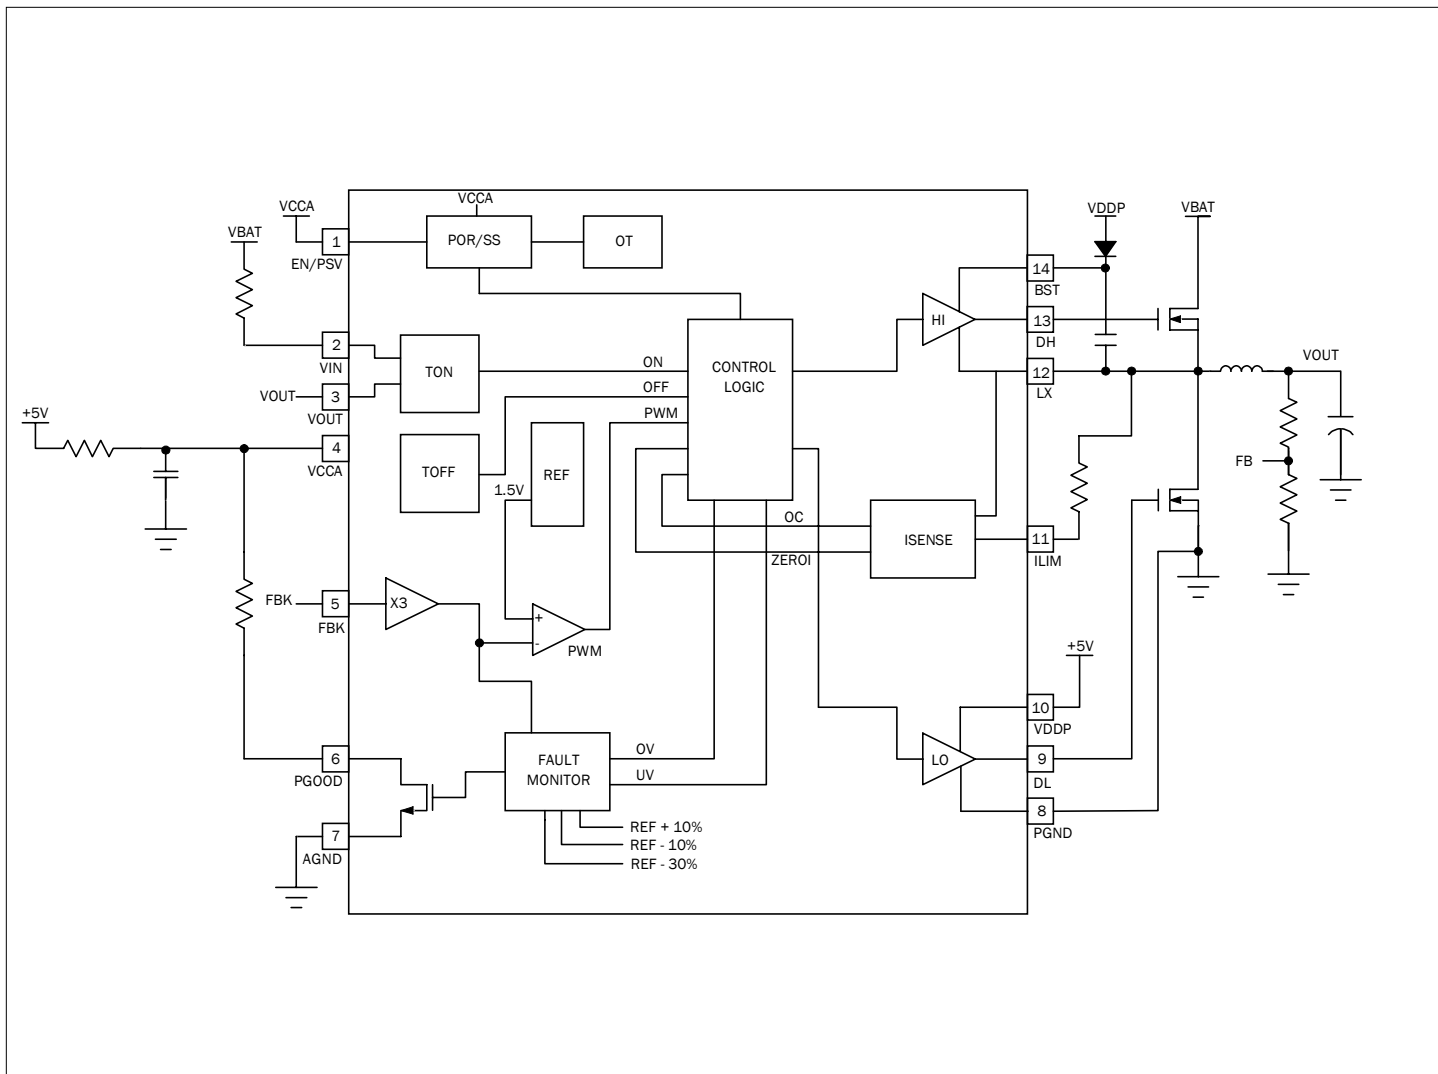 VCCA
VCCA
VDDP
VBAT
VBAT
1
POR/SS
OT
EN/PSV
14
BST
HI
13
DH
2
VIN
TON
ON
CONTROL
LOGIC
VOUT
12
LX
OFF
VOUT
3
VOUT
+5V
PWM
4
VCCA
TOFF
REF
FB
1.5V
OC
ISENSE
11
ILIM
ZEROI
FBK
5
FBK
X3
+
-
PWM
+5V
10
VDDP
6
PGOOD
FAULT
MONITOR
OV
UV
LO
9
DL
8
PGND
7
AGND
REF + 10%
REF - 10%
REF - 30%